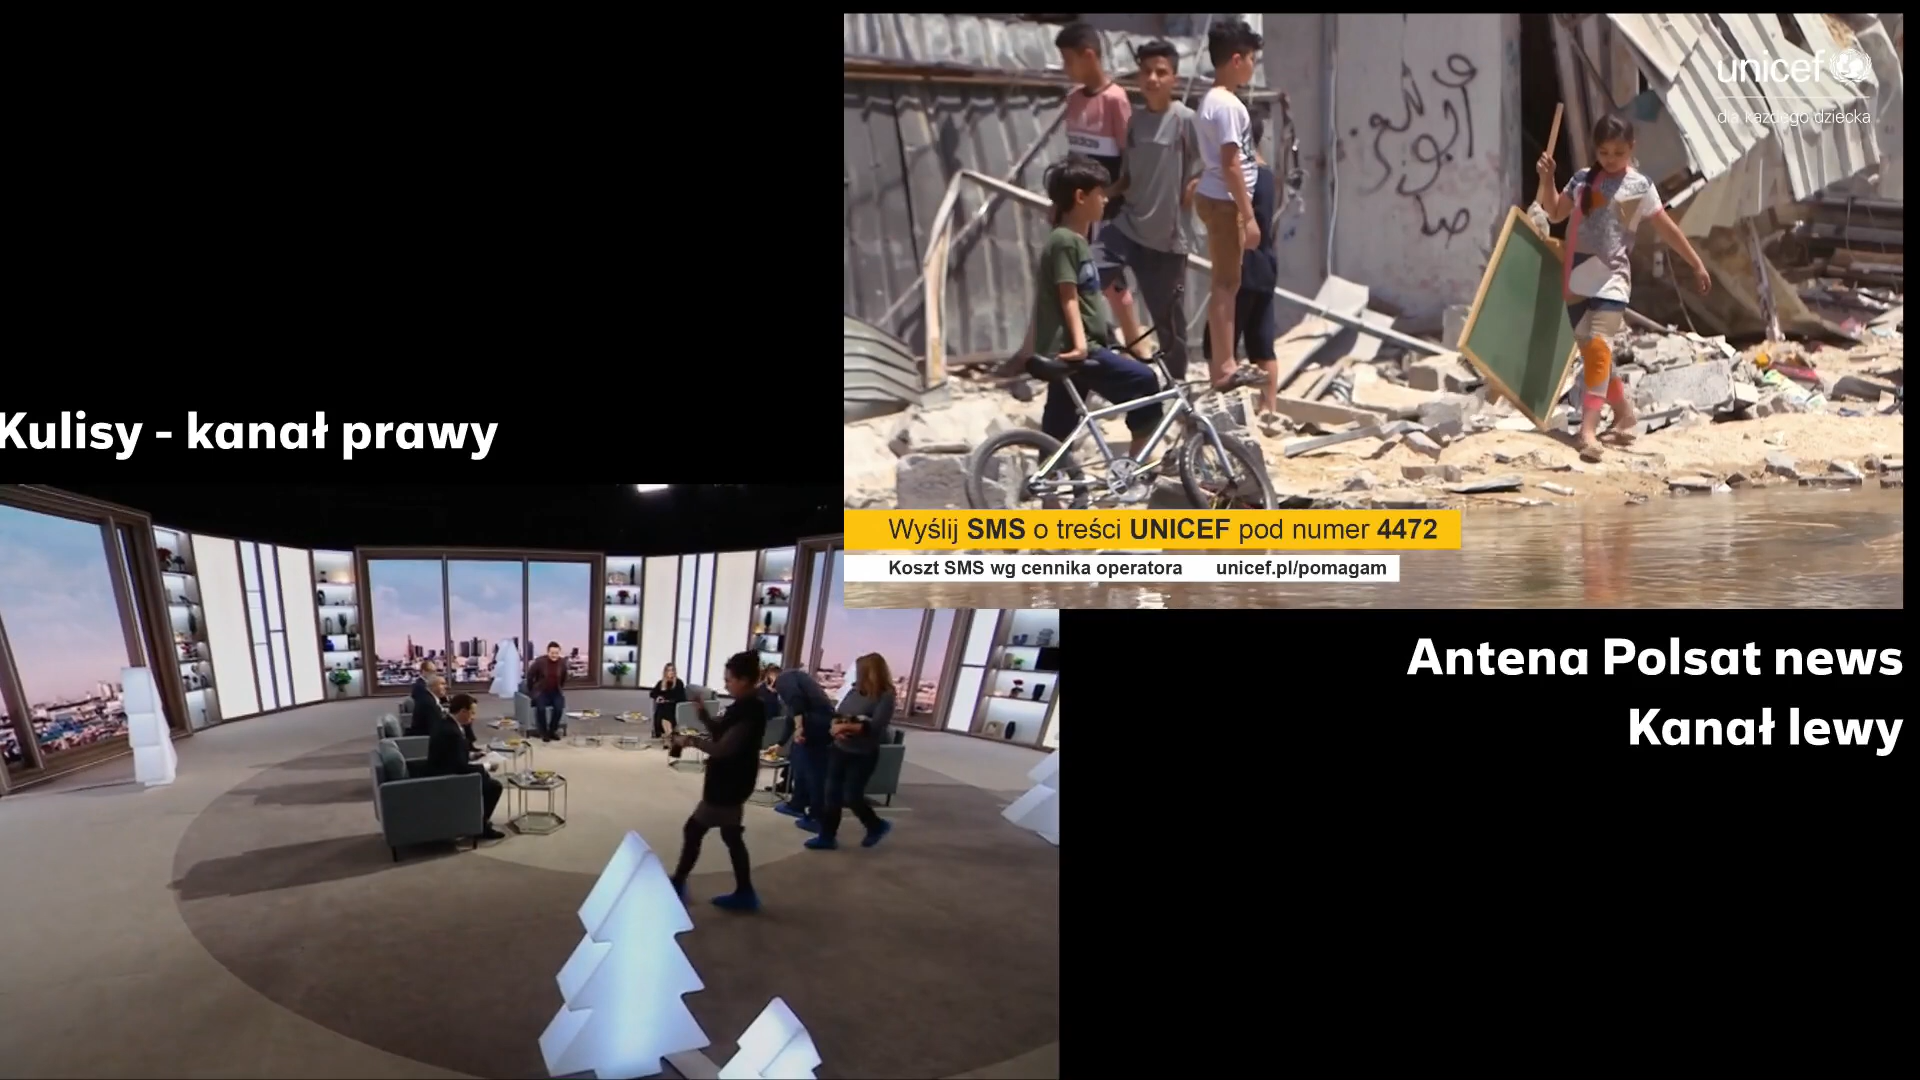 unicef
dla każdego dziecka
Wyślij SMS o treści UNICEF pod numer 4472
Koszt SMS wg cennika operatora unicef.pl/pomagam
Kulisy - kanał prawy
Antena Polsat news
Kanał lewy